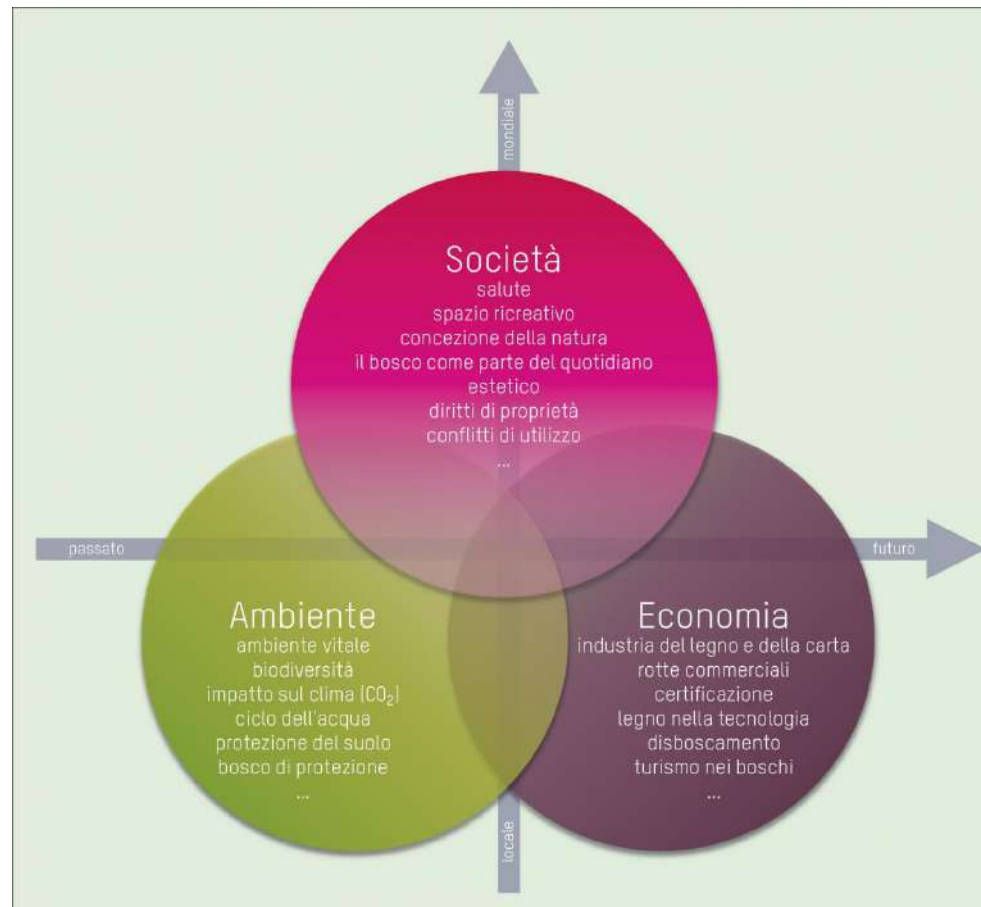 mondiale
Società
salute
spazio ricreativo
concezione della natura
il bosco come parte del quotidiano
estetico
diritti di proprietà
conflitti di utilizzo
...
passato
futuro
Ambiente
ambiente vitale
biodiversità
impatto sul clima (CO₂)
ciclo dell'acqua
protezione del suolo
bosco di protezione
...
Economia
industria del legno e della carta
rotte commerciali
certificazione
legno nella tecnologia
disboscamento
turismo nei boschi
...
locale